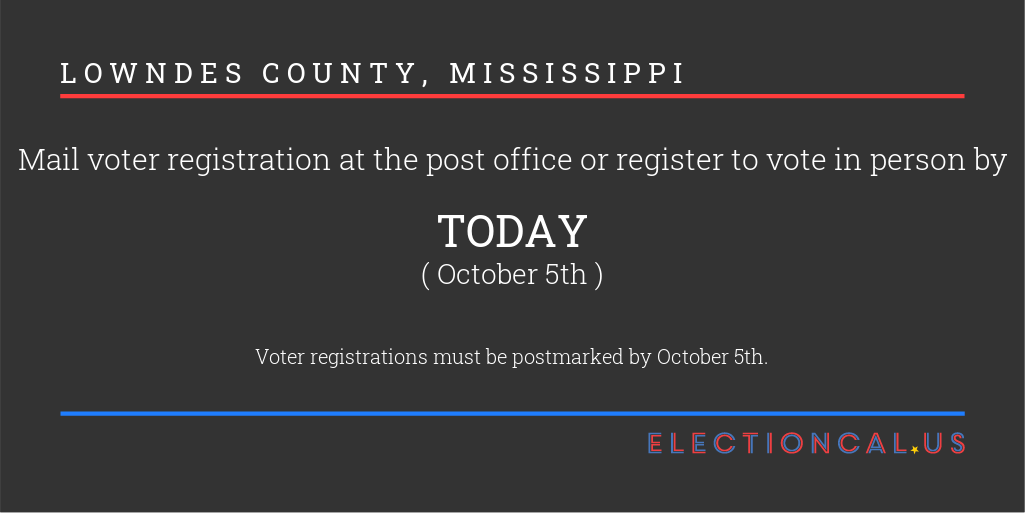 LOWNDES COUNTY, MISSISSIPPI
Mail voter registration at the post office or register to vote in person by
TODAY
( October 5th )
Voter registrations must be postmarked by October 5th.
ELECTIONCAL.US